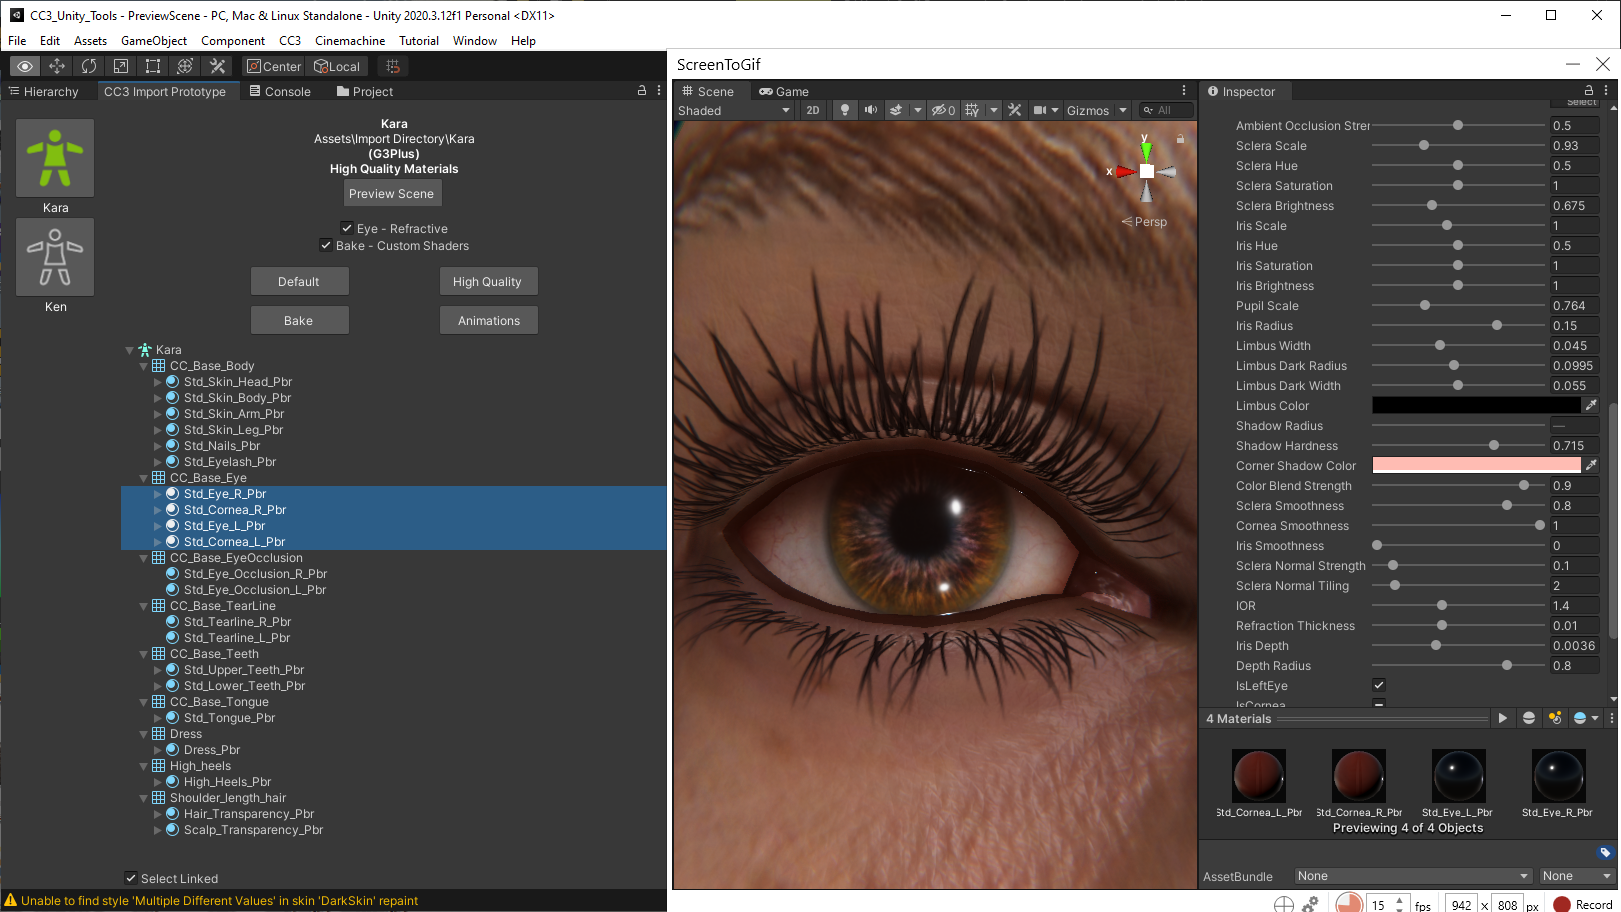 CC3_Unity_Tools - PreviewScene - PC, Mac & Linux Standalone - Unity 2020.3.12f1 Personal <DX11>
File Edit Assets GameObject Component CC3 Cinemachine Tutorial Window Help
Center Local
Hierarchy CC3 Import Prototype Console Project
Kara
Assets\Import Directory\Kara
(G3Plus)
High Quality Materials
Preview Scene
Kara
Ken
Eye - Refractive
Bake - Custom Shaders
Default High Quality
Bake Animations
Kara
CC_Base_Body
Std_Skin_Head_Pbr
Std_Skin_Body_Pbr
Std_Skin_Arm_Pbr
Std_Skin_Leg_Pbr
Std_Nails_Pbr
Std_Eyelash_Pbr
CC_Base_Eye
Std_Eye_R_Pbr
Std_Cornea_R_Pbr
Std_Eye_L_Pbr
Std_Cornea_L_Pbr
CC_Base_EyeOcclusion
Std_Eye_Occlusion_R_Pbr
Std_Eye_Occlusion_L_Pbr
CC_Base_TearLine
Std_Tearline_R_Pbr
Std_Tearline_L_Pbr
CC_Base_Teeth
Std_Upper_Teeth_Pbr
Std_Lower_Teeth_Pbr
CC_Base_Tongue
Std_Tongue_Pbr
Dress
Dress_Pbr
High_heels
High_Heels_Pbr
Shoulder_length_hair
Hair_Transparency_Pbr
Scalp_Transparency_Pbr
Select Linked
Unable to find style 'Multiple Different Values' in skin 'DarkSkin' repaint
ScreenToGif
Scene Game
Shaded 2D 0 Gizmos All
y
x
Persp
Inspector
Select
Ambient Occlusion Stren 0.5
Sclera Scale 0.93
Sclera Hue 0.5
Sclera Saturation 1
Sclera Brightness 0.675
Iris Scale 1
Iris Hue 0.5
Iris Saturation 1
Iris Brightness 1
Pupil Scale 0.764
Iris Radius 0.15
Limbus Width 0.045
Limbus Dark Radius 0.0995
Limbus Dark Width 0.055
Limbus Color
Shadow Radius —
Shadow Hardness 0.715
Corner Shadow Color
Color Blend Strength 0.9
Sclera Smoothness 0.8
Cornea Smoothness 1
Iris Smoothness 0
Sclera Normal Strength 0.1
Sclera Normal Tiling 2
IOR 1.4
Refraction Thickness 0.01
Iris Depth 0.0036
Depth Radius 0.8
IsLeftEye
IsCornea
4 Materials
Std_Cornea_L_Pbr Std_Cornea_R_Pbr Std_Eye_L_Pbr Std_Eye_R_Pbr
Previewing 4 of 4 Objects
AssetBundle None None
15 fps 942 x 808 px Record